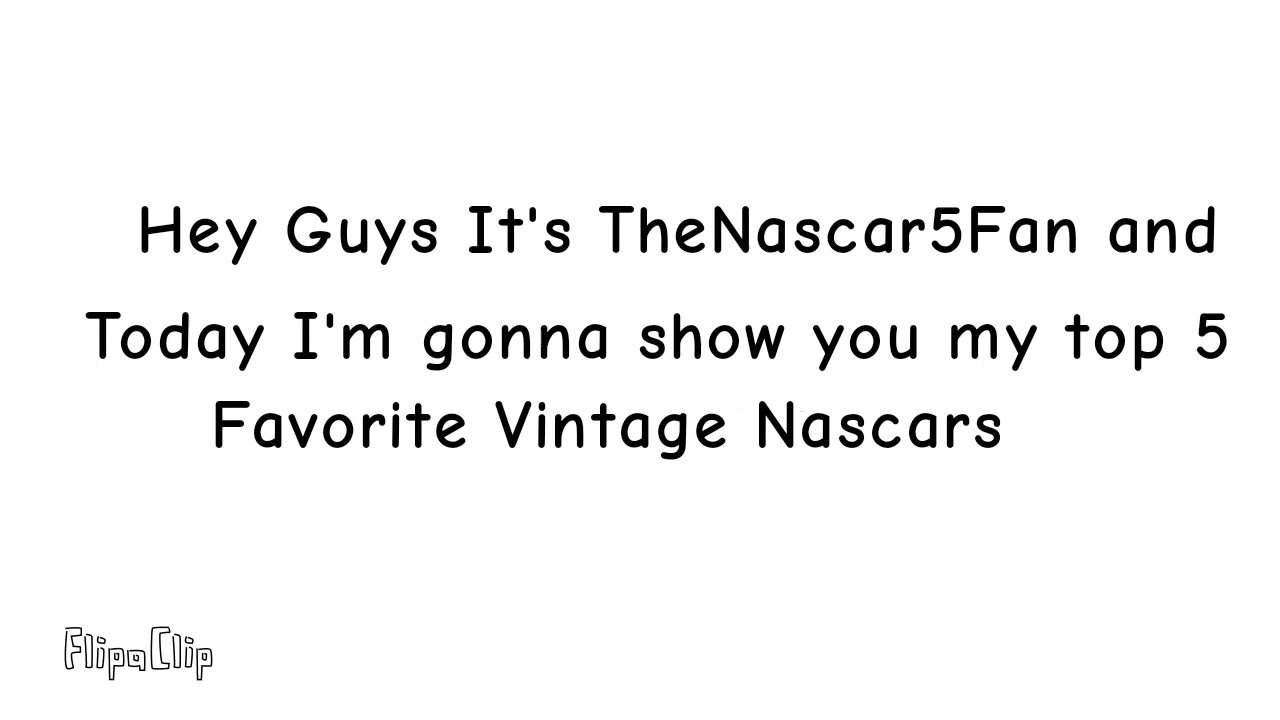 Hey Guys It's TheNascar5Fan and
Today I'm gonna show you my top 5
Favorite Vintage Nascars
FlipaClip